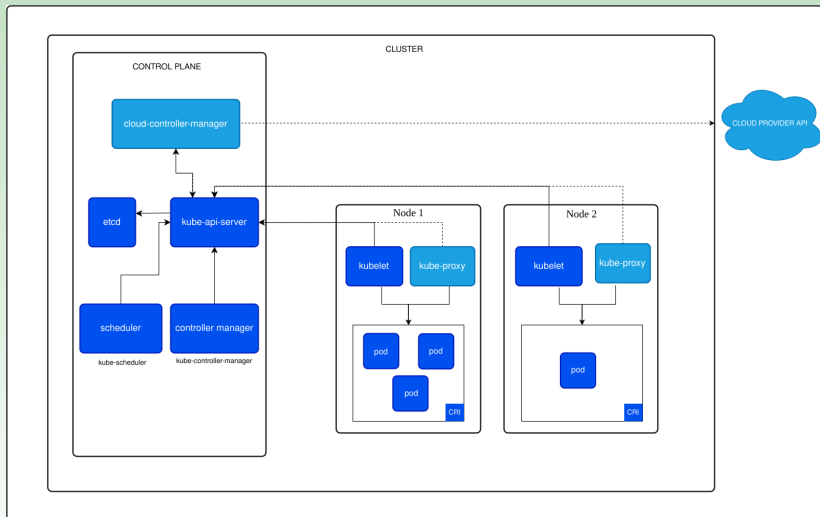 CLUSTER
CONTROL PLANE
cloud-controller-manager
CLOUD PROVIDER API
etcd
kube-api-server
scheduler
kube-scheduler
controller manager
kube-controller-manager
Node 1
kubelet
kube-proxy
pod
pod
pod
CRI
Node 2
kubelet
kube-proxy
pod
CRI